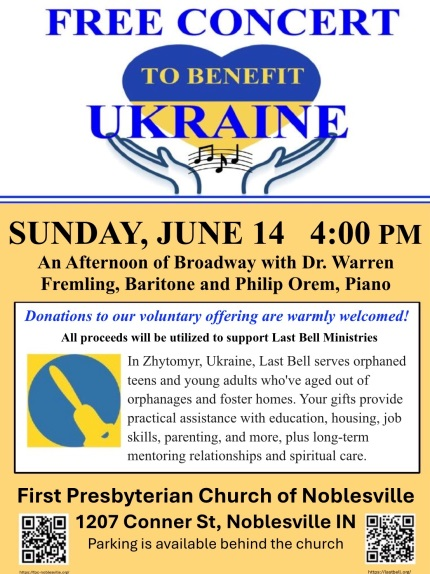 FREE CONCERT
TO BENEFIT
UKRAINE
SUNDAY, JUNE 14 4:00 PM
An Afternoon of Broadway with Dr. Warren
Fremling, Baritone and Philip Orem, Piano
Donations to our voluntary offering are warmly welcomed!
All proceeds will be utilized to support Last Bell Ministries
In Zhytomyr, Ukraine, Last Bell serves orphaned
teens and young adults who've aged out of
orphanages and foster homes. Your gifts provide
practical assistance with education, housing, job
skills, parenting, and more, plus long-term
mentoring relationships and spiritual care.
First Presbyterian Church of Noblesville
1207 Conner St, Noblesville IN
Parking is available behind the church
https://lastbell.org/